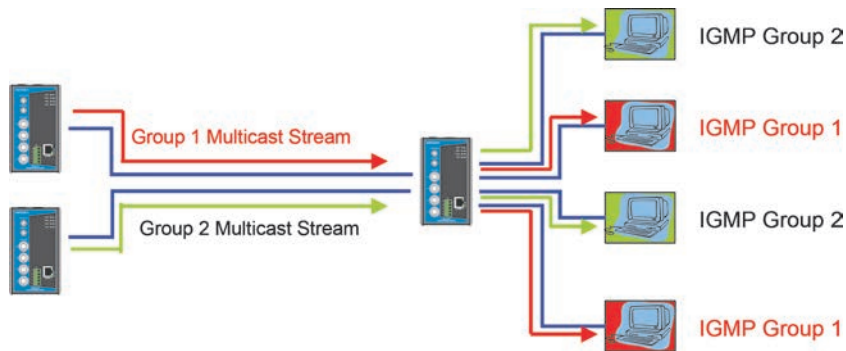 IGMP Group 2
Group 1 Multicast Stream
IGMP Group 1
Group 2 Multicast Stream
IGMP Group 2
IGMP Group 1